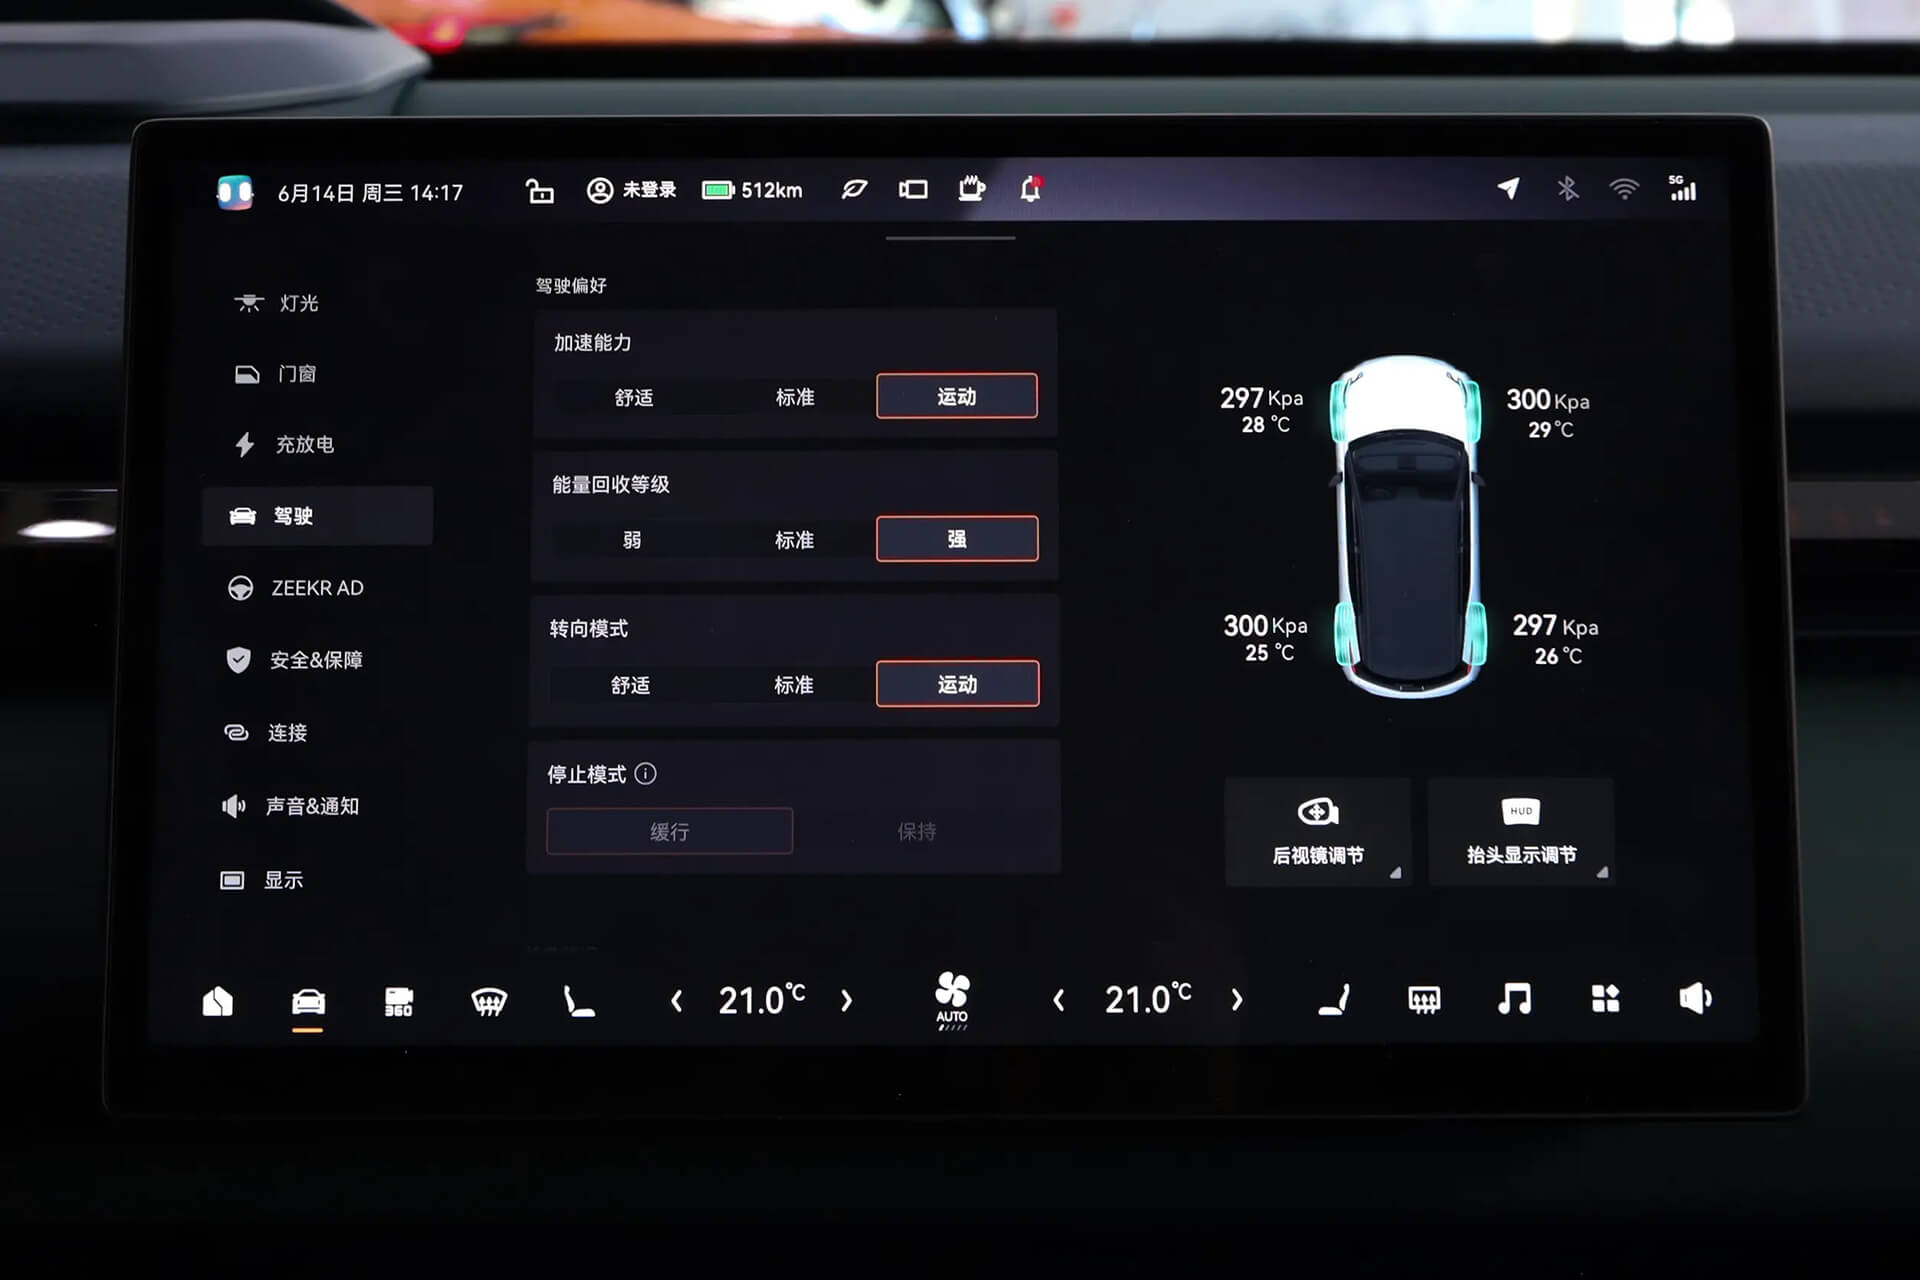 6月14日 周三 14:17 未登录 512km 5G
灯光
门窗
充放电
驾驶
ZEEKR AD
安全&保障
连接
声音&通知
显示
驾驶偏好
加速能力
舒适 标准 运动
能量回收等级
弱 标准 强
转向模式
舒适 标准 运动
停止模式
缓行 保持
297 Kpa
28 °C
300 Kpa
29 °C
300 Kpa
25 °C
297 Kpa
26 °C
后视镜调节
HUD
抬头显示调节
360
21.0°C
AUTO
21.0°C